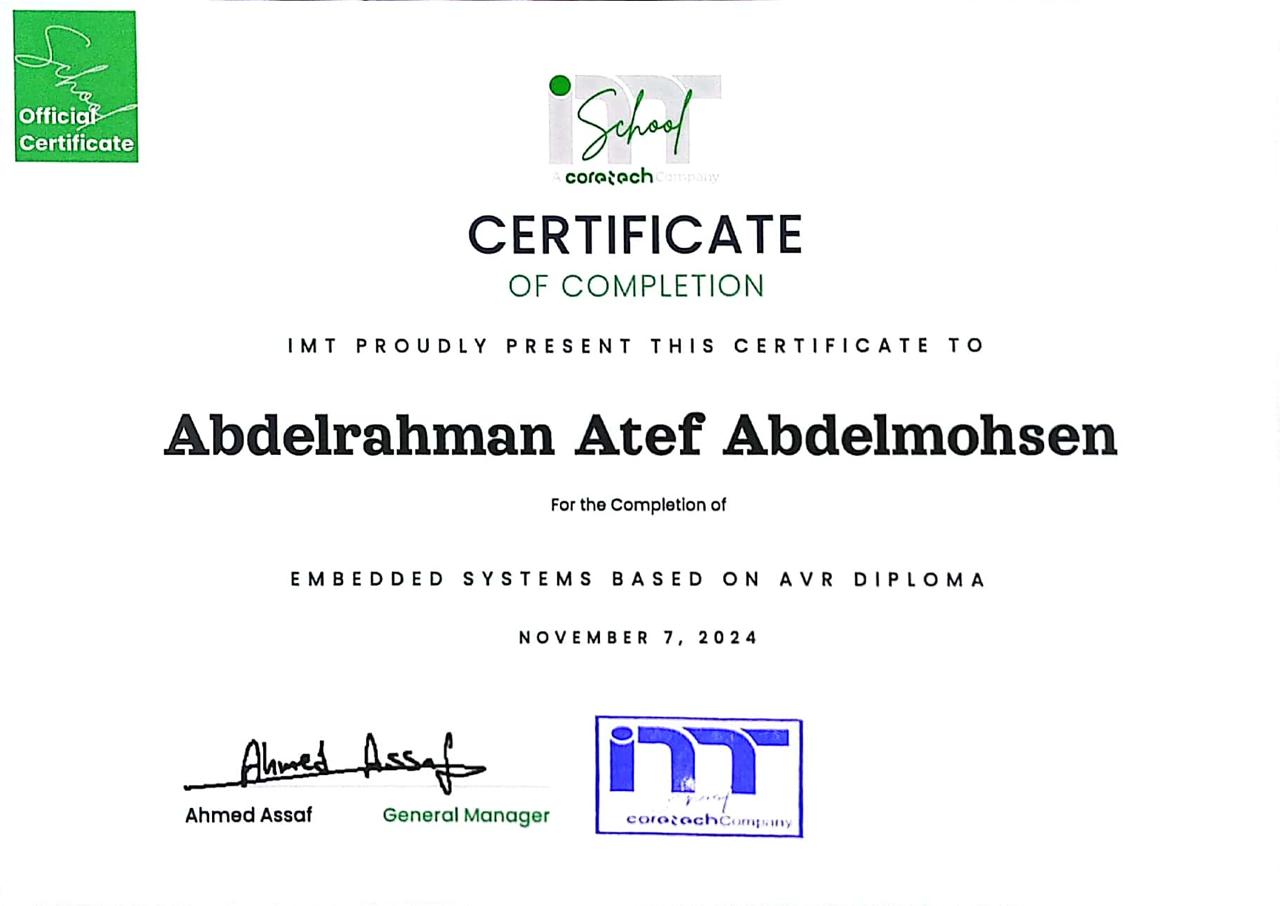 School
Official
Certificate
imT
School
A coretech Company
CERTIFICATE
OF COMPLETION
IMT PROUDLY PRESENT THIS CERTIFICATE TO
Abdelrahman Atef Abdelmohsen
For the Completion of
EMBEDDED SYSTEMS BASED ON AVR DIPLOMA
NOVEMBER 7, 2024
Ahmed Assaf
Ahmed Assaf General Manager
imT
School
coretech Company